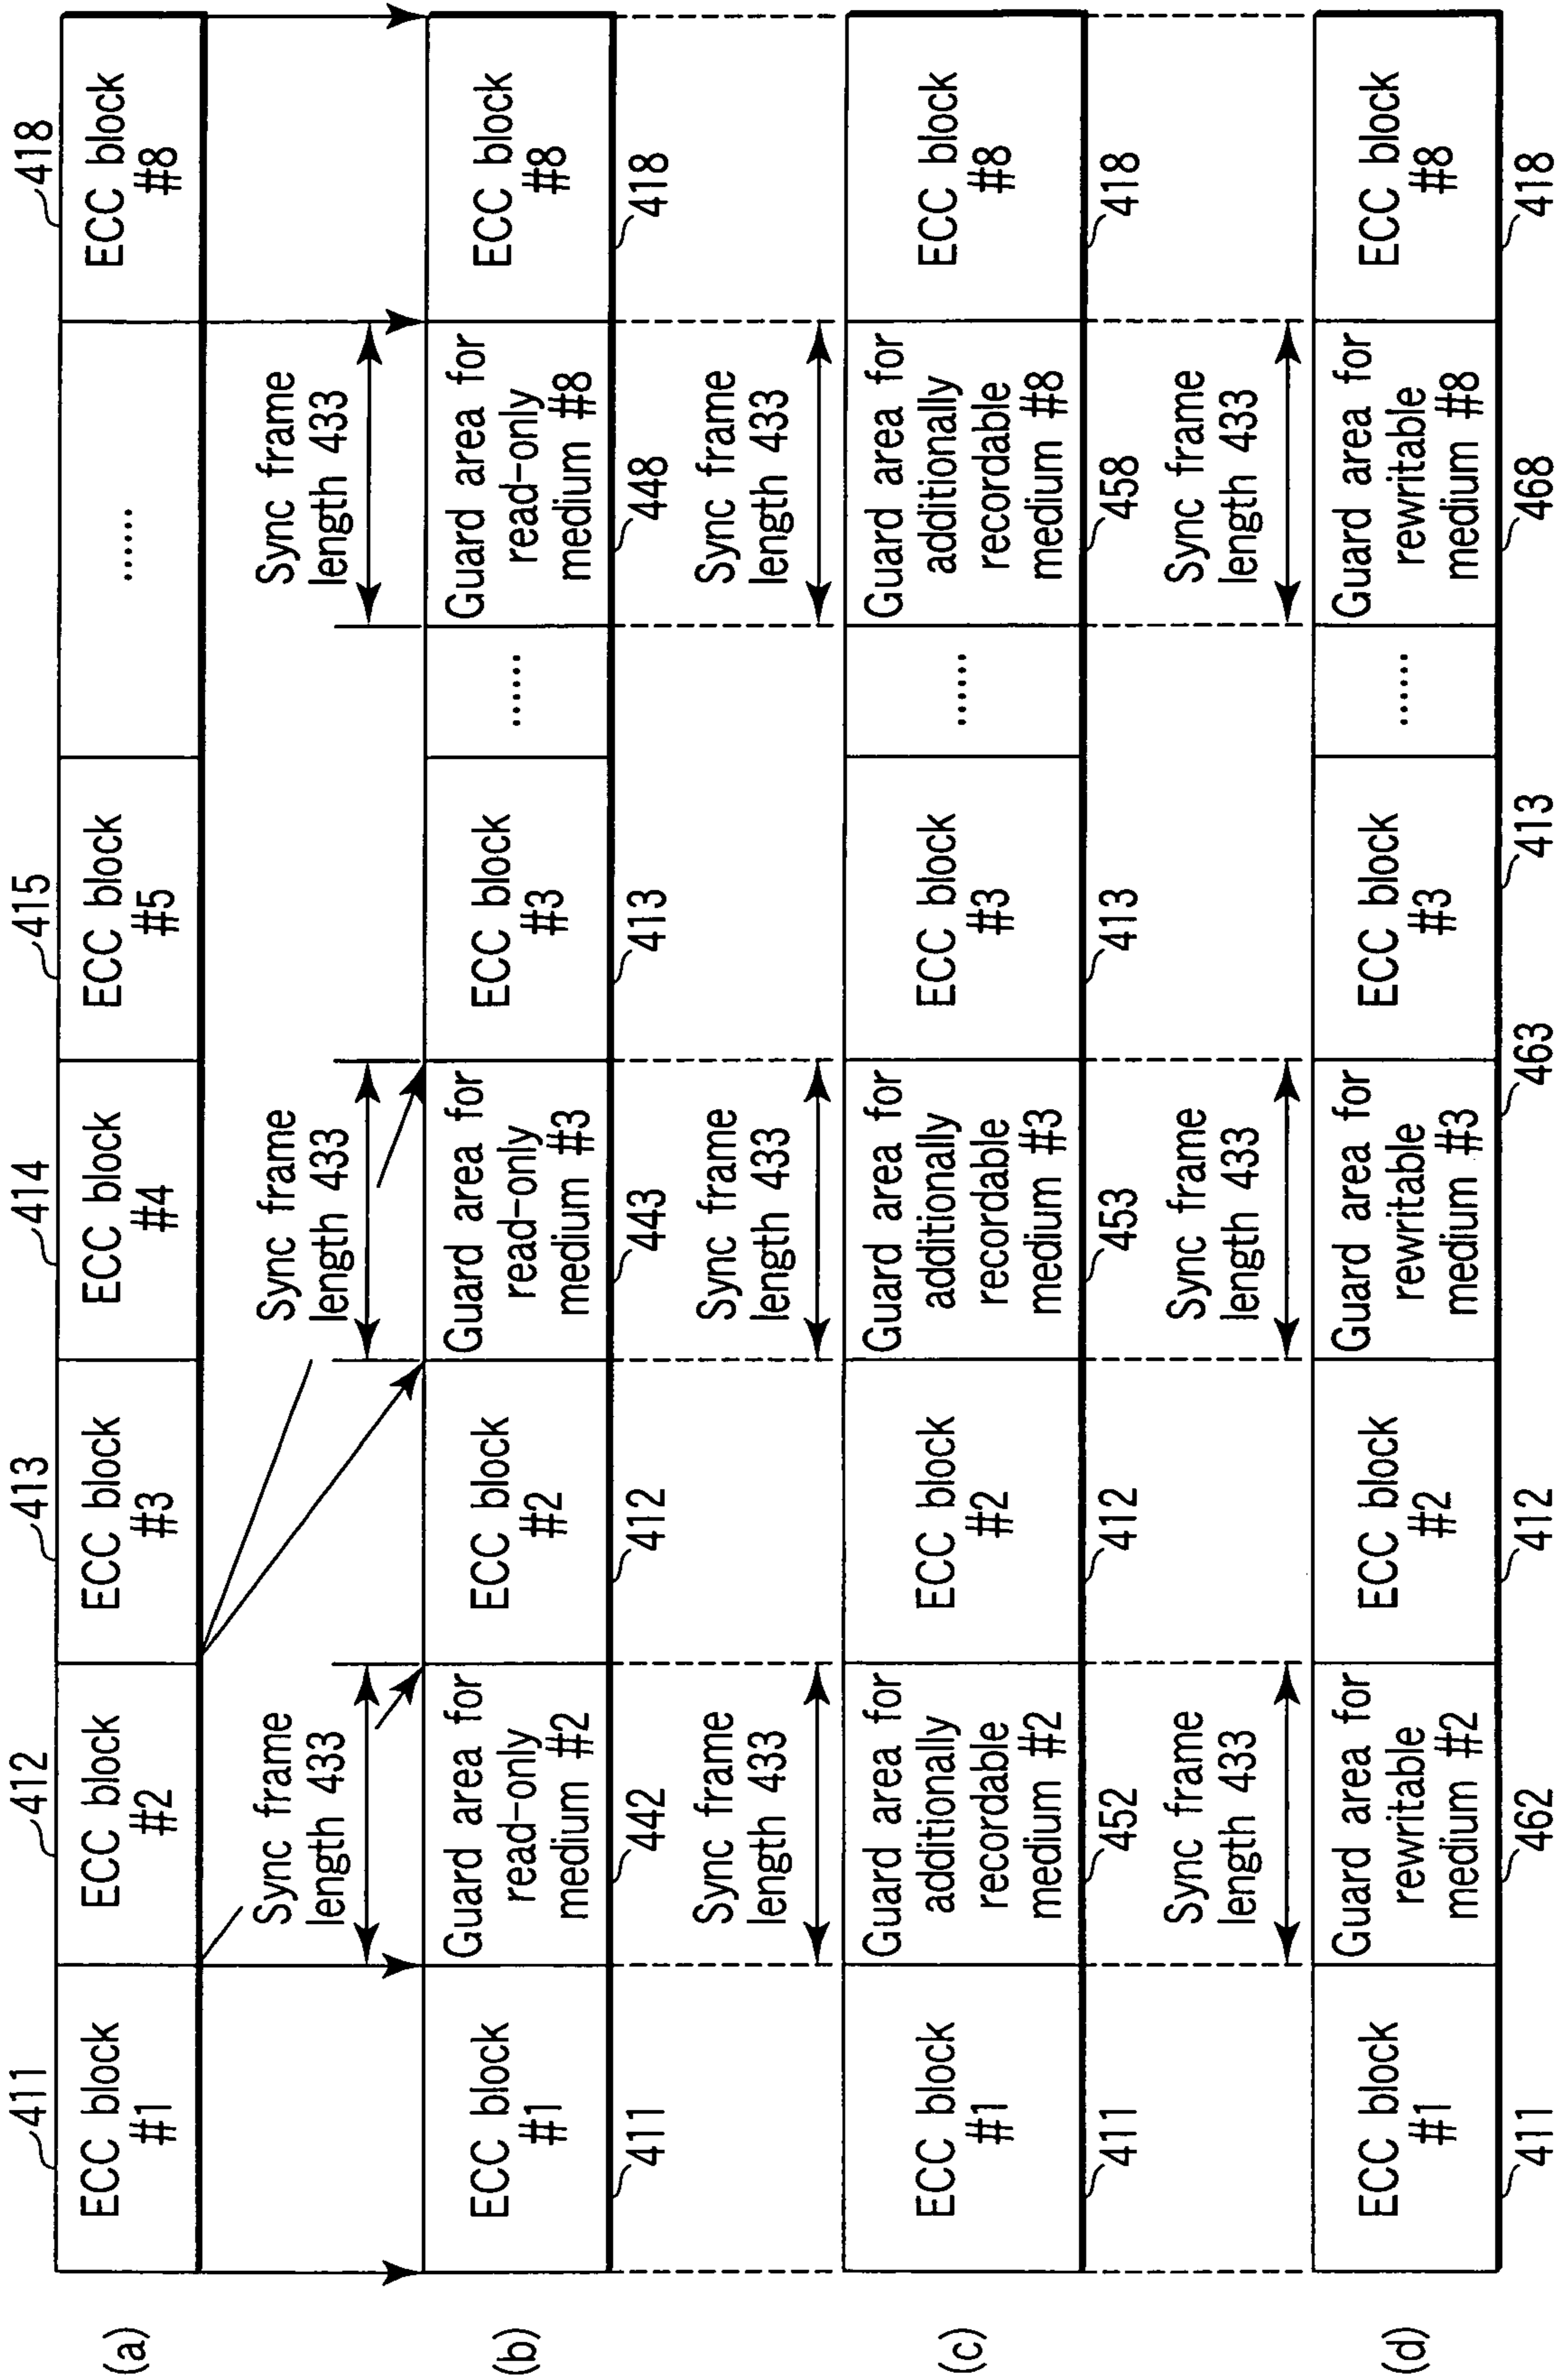 (a)
411
412
413
414
415
418
ECC block
#1
ECC block
#2
ECC block
#3
ECC block
#4
ECC block
#5
......
ECC block
#8
Sync frame
length 433
Sync frame
length 433
Sync frame
length 433
(b)
ECC block
#1
Guard area for
read-only
medium #2
ECC block
#2
Guard area for
read-only
medium #3
ECC block
#3
......
Guard area for
read-only
medium #8
ECC block
#8
411
442
412
443
413
448
418
Sync frame
length 433
Sync frame
length 433
Sync frame
length 433
(c)
ECC block
#1
Guard area for
additionally
recordable
medium #2
ECC block
#2
Guard area for
additionally
recordable
medium #3
ECC block
#3
......
Guard area for
additionally
recordable
medium #8
ECC block
#8
411
452
412
453
413
458
418
Sync frame
length 433
Sync frame
length 433
Sync frame
length 433
(d)
ECC block
#1
Guard area for
rewritable
medium #2
ECC block
#2
Guard area for
rewritable
medium #3
ECC block
#3
......
Guard area for
rewritable
medium #8
ECC block
#8
411
462
412
463
413
468
418